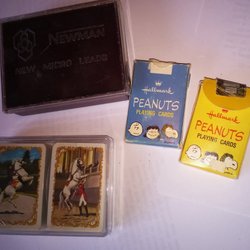 NEWMAN
NEW MICRO LEADS
Hallmark
PEANUTS
PLAYING CARDS
Hallmark
PEANUTS
PLAYING CARDS